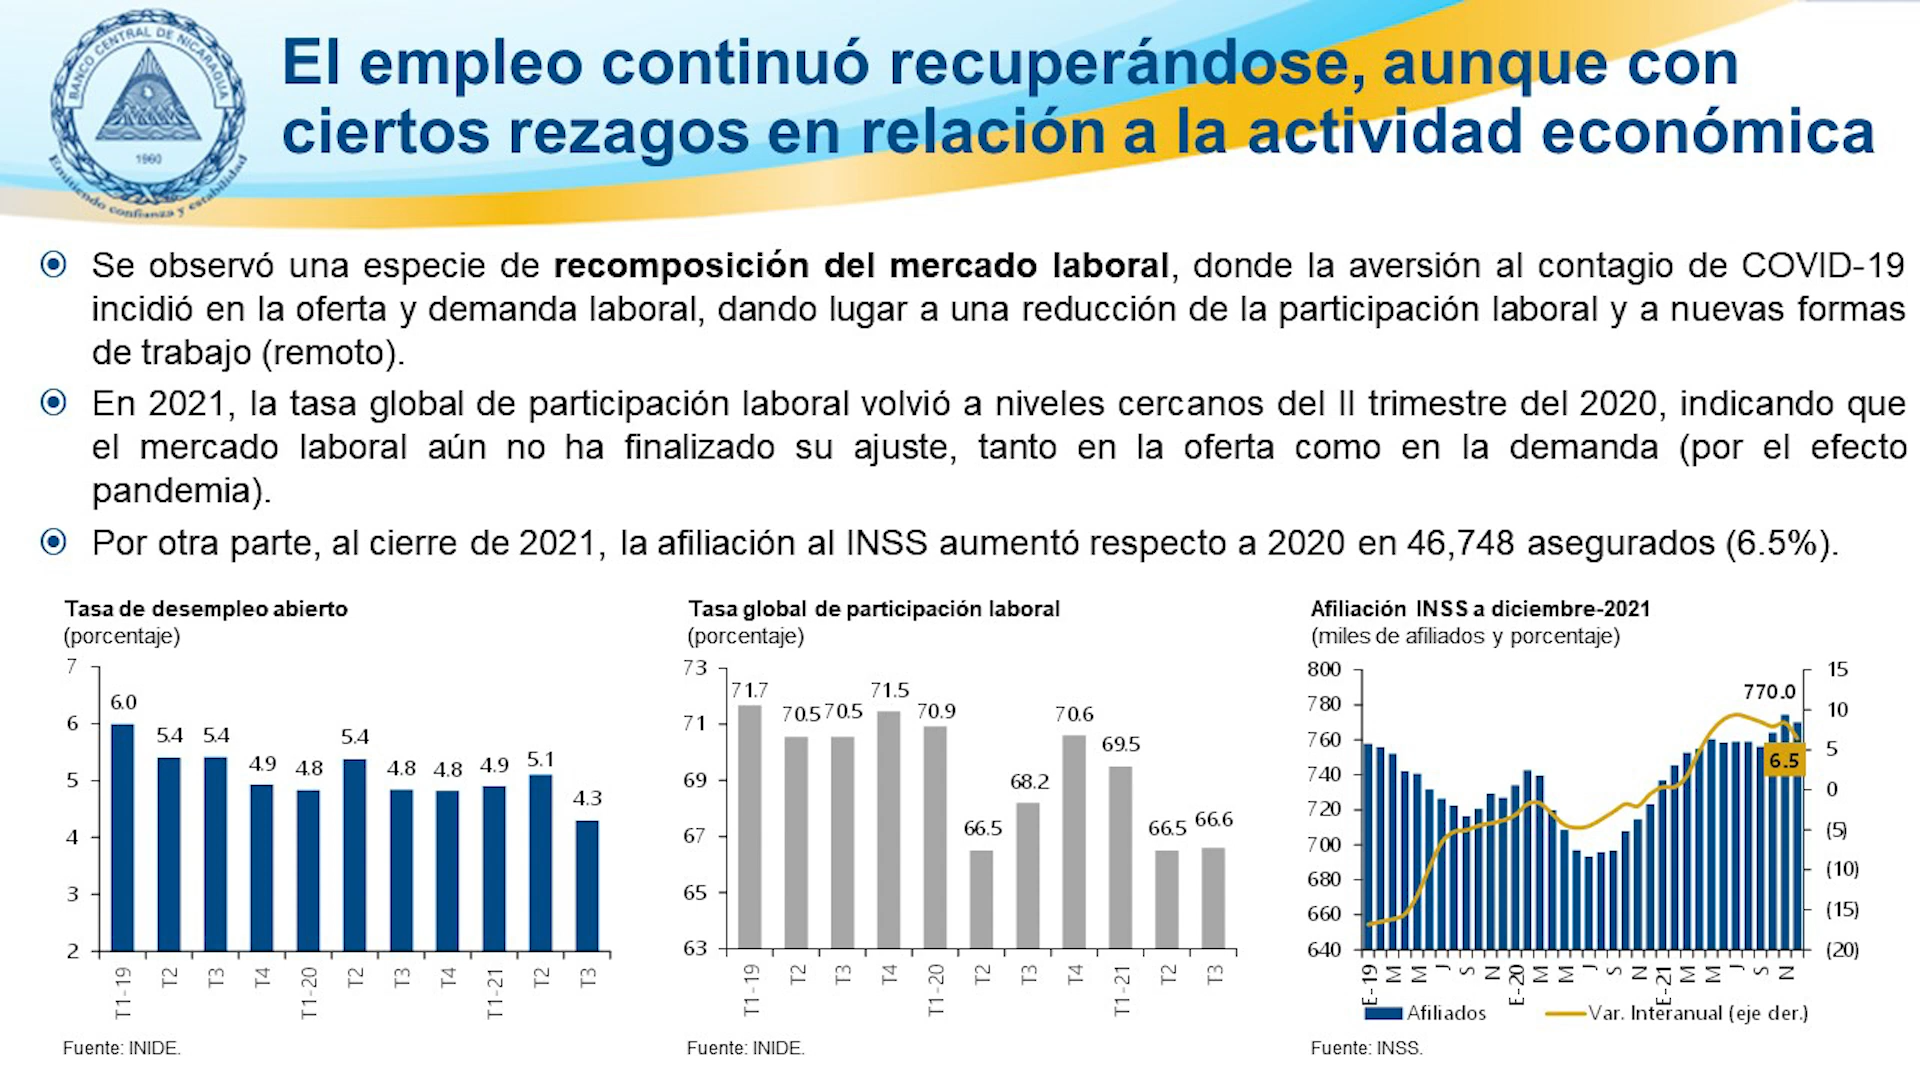 BANCO CENTRAL DE NICARAGUA
1960
Emitiendo confianza y estabilidad
El empleo continuó recuperándose, aunque con
ciertos rezagos en relación a la actividad económica
Se observó una especie de recomposición del mercado laboral, donde la aversión al contagio de COVID-19
incidió en la oferta y demanda laboral, dando lugar a una reducción de la participación laboral y a nuevas formas
de trabajo (remoto).
En 2021, la tasa global de participación laboral volvió a niveles cercanos del II trimestre del 2020, indicando que
el mercado laboral aún no ha finalizado su ajuste, tanto en la oferta como en la demanda (por el efecto
pandemia).
Por otra parte, al cierre de 2021, la afiliación al INSS aumentó respecto a 2020 en 46,748 asegurados (6.5%).
Tasa de desempleo abierto
(porcentaje)
7
6
5
4
3
2
6.0
5.4
5.4
4.9
4.8
5.4
4.8
4.8
4.9
5.1
4.3
T1-19
T2
T3
T4
T1-20
T2
T3
T4
T1-21
T2
T3
Fuente: INIDE.
Tasa global de participación laboral
(porcentaje)
73
71
69
67
65
63
71.7
70.5
70.5
71.5
70.9
66.5
68.2
70.6
69.5
66.5
66.6
T1-19
T2
T3
T4
T1-20
T2
T3
T4
T1-21
T2
T3
Fuente: INIDE.
Afiliación INSS a diciembre-2021
(miles de afiliados y porcentaje)
800
780
760
740
720
700
680
660
640
770.0
6.5
15
10
5
0
(5)
(10)
(15)
(20)
E-19
M
M
J
S
N
E-20
M
M
J
S
N
E-21
M
M
J
S
N
Afiliados
Var. Interanual (eje der.)
Fuente: INSS.